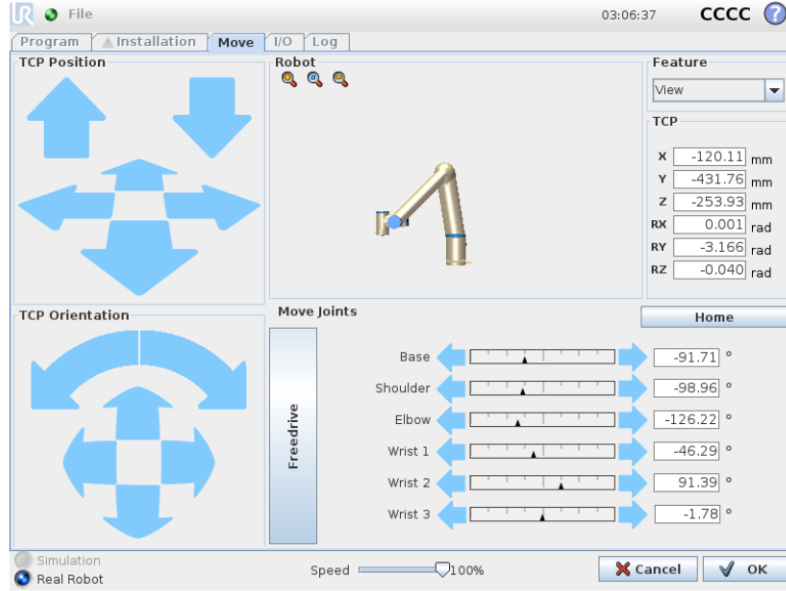 UR File 03:06:37 CCCC ?
Program Installation Move I/O Log
TCP Position
Robot
Feature
View
TCP
X -120.11 mm
Y -431.76 mm
Z -253.93 mm
RX 0.001 rad
RY -3.166 rad
RZ -0.040 rad
TCP Orientation
Move Joints
Home
Freedrive
Base -91.71 °
Shoulder -98.96 °
Elbow -126.22 °
Wrist 1 -46.29 °
Wrist 2 91.39 °
Wrist 3 -1.78 °
Simulation
Real Robot
Speed 100%
Cancel OK